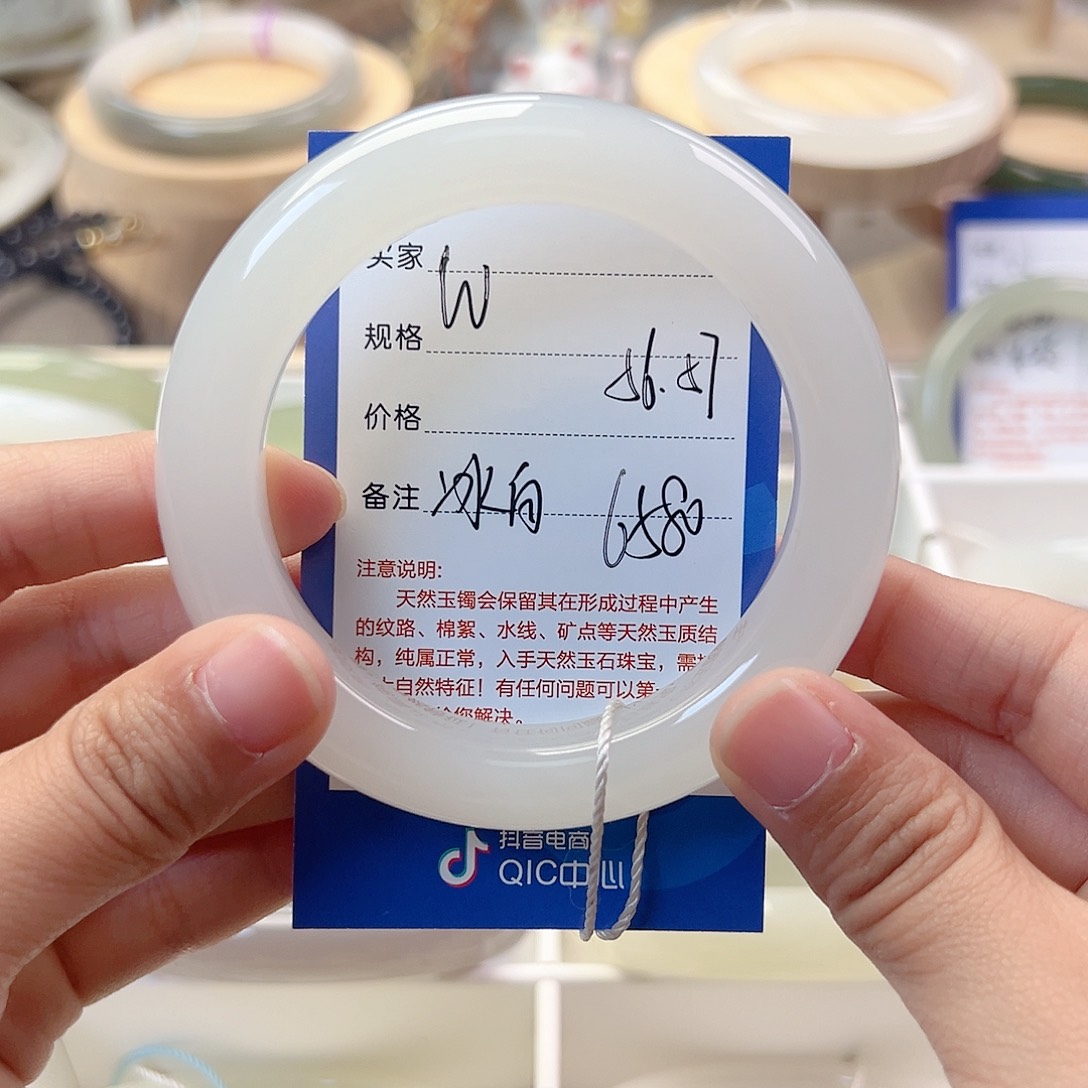 买家 W
规格 56.57
价格
备注 冰白 6580
注意说明:
天然玉镯会保留其在形成过程中产生
的纹路、棉絮、水线、矿点等天然玉质结
构，纯属正常，入手天然玉石珠宝，需
自然特征！有任何问题可以第一
给您解决。
抖音电商
QIC中心